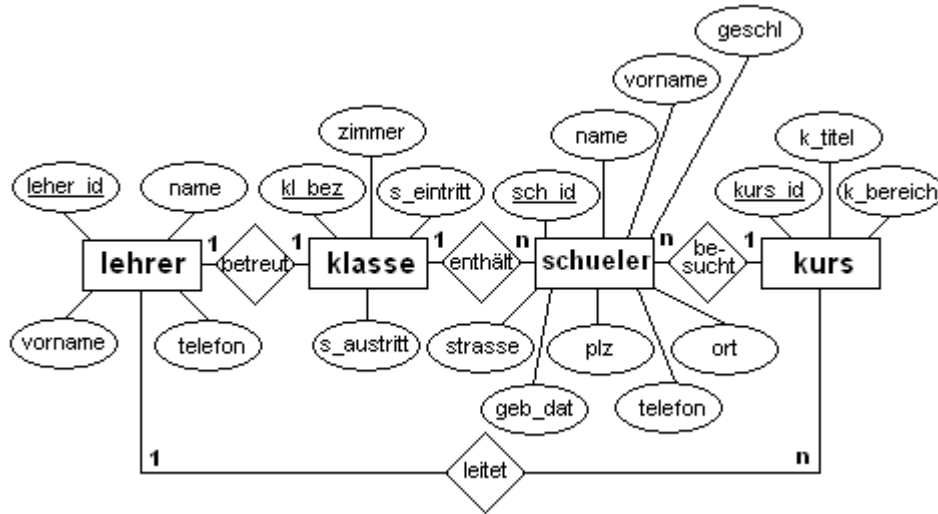 geschl
vorname
zimmer
name
k_titel
leher_id
name
kl_bez
s_eintritt
sch_id
kurs_id
k_bereich
lehrer
1
betreut
1
klasse
1
enthält
n
schueler
n
be-
sucht
1
kurs
vorname
telefon
s_austritt
strasse
plz
ort
geb_dat
telefon
1
leitet
n